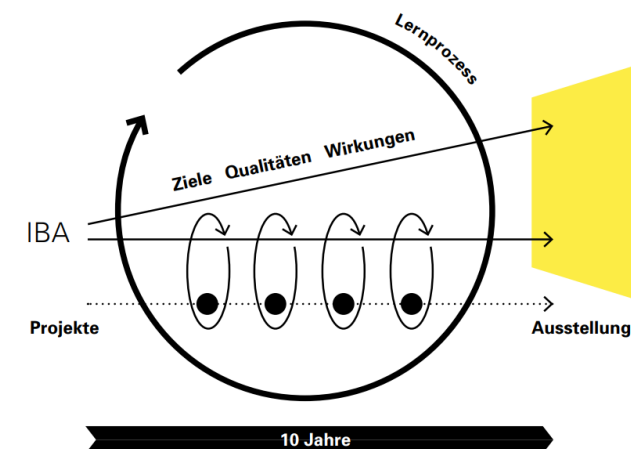 Lernprozess
Ziele Qualitäten Wirkungen
IBA
Projekte
Ausstellung
10 Jahre